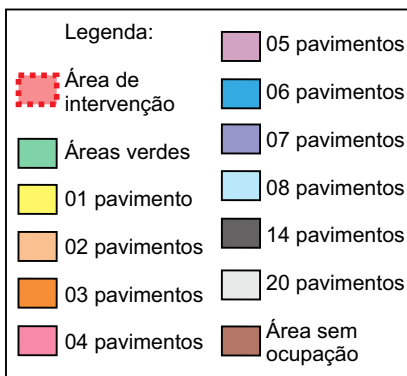 Legenda:
Área de
intervenção
Áreas verdes
01 pavimento
02 pavimentos
03 pavimentos
04 pavimentos
05 pavimentos
06 pavimentos
07 pavimentos
08 pavimentos
14 pavimentos
20 pavimentos
Área sem
ocupação